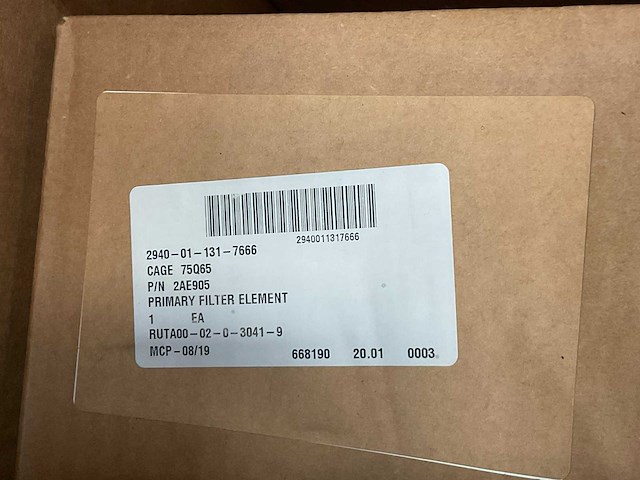 2940011317666
2940-01-131-7666
CAGE 75Q65
P/N 2AE905
PRIMARY FILTER ELEMENT
1 EA
RUTA00-02-0-3041-9
MCP-08/19 668190 20.01 0003